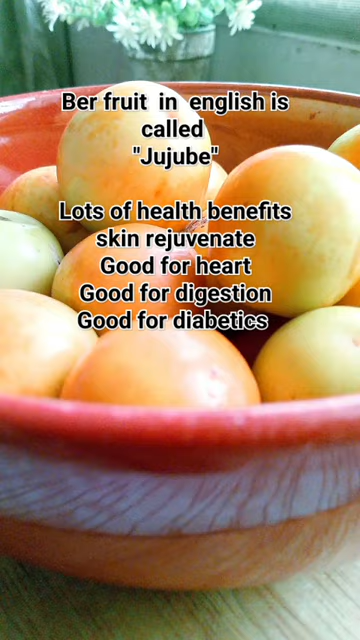 Ber fruit in english is
called
"Jujube"
Lots of health benefits
skin rejuvenate
Good for heart
Good for digestion
Good for diabetics